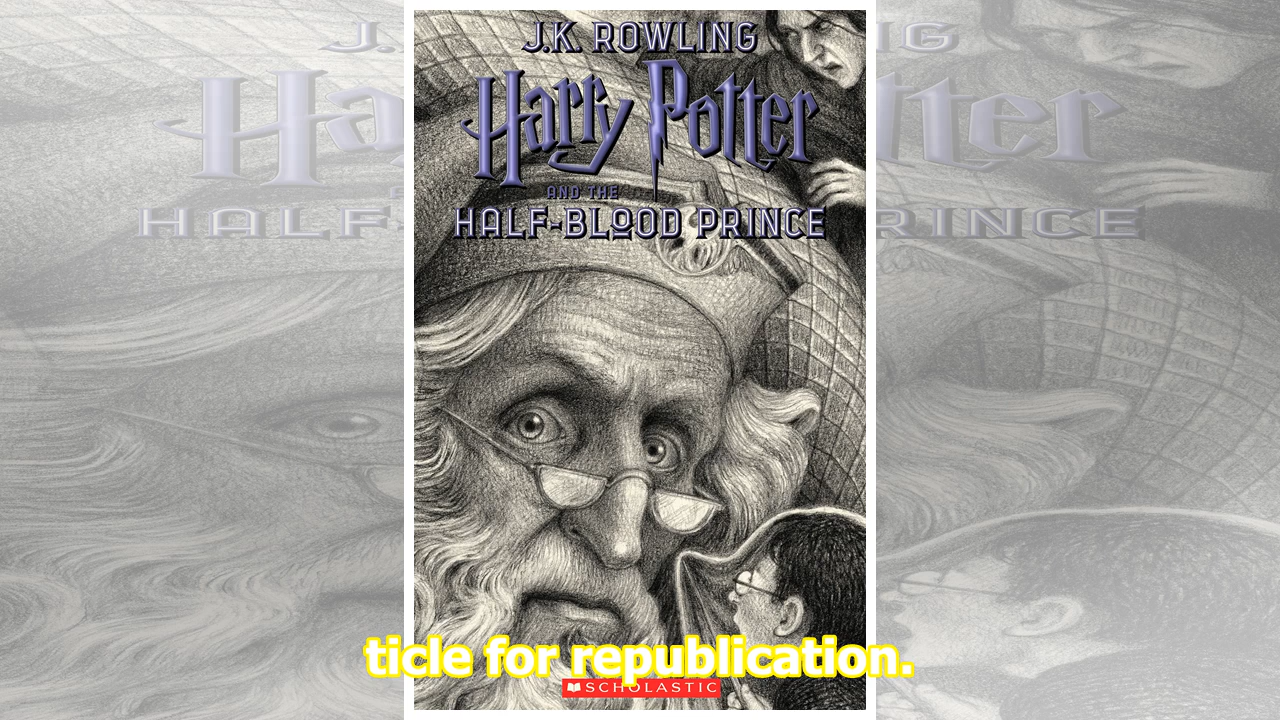 J.K. ROWLING
Harry Potter
AND THE
HALF-BLOOD PRINCE
ticle for republication.
SCHOLASTIC